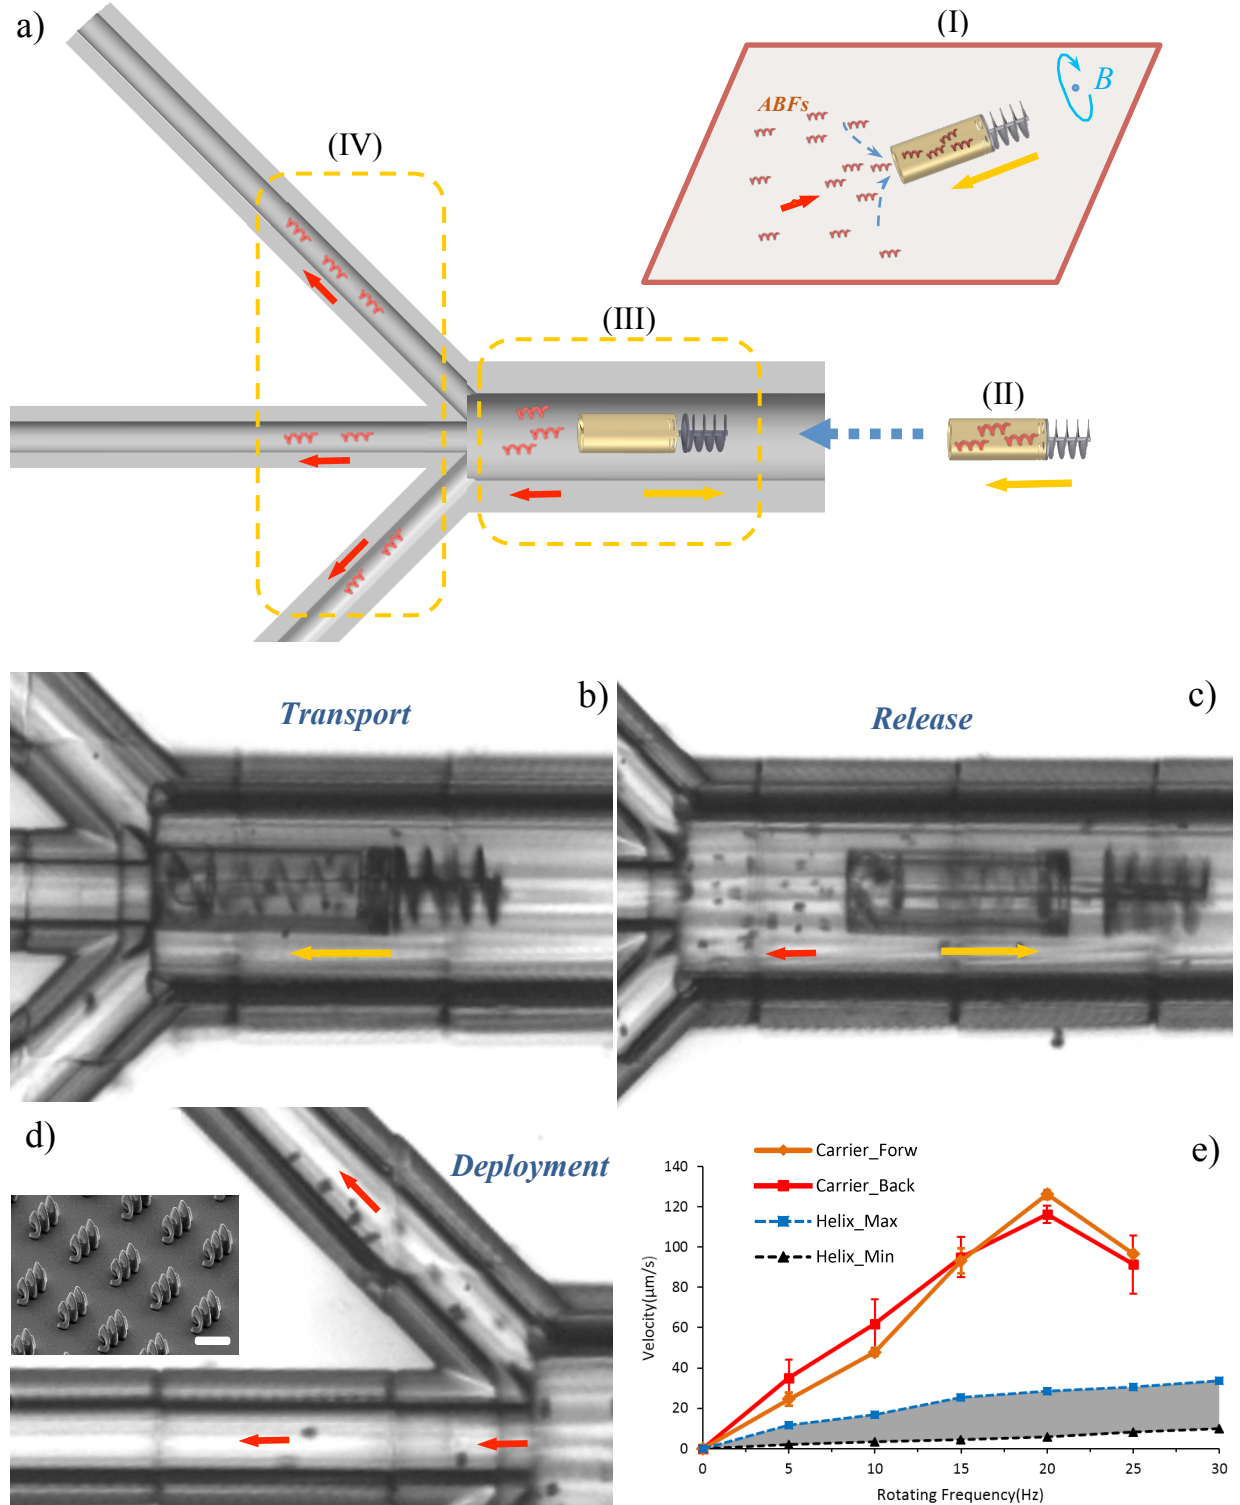 a)
(I)
ABFs
B
(IV)
(III)
(II)
Transport
b)
Release
c)
d)
Deployment
e)
Carrier_Forw
Carrier_Back
Helix_Max
Helix_Min
Velocity(μm/s)
140
120
100
80
60
40
20
0
0 5 10 15 20 25 30
Rotating Frequency(Hz)